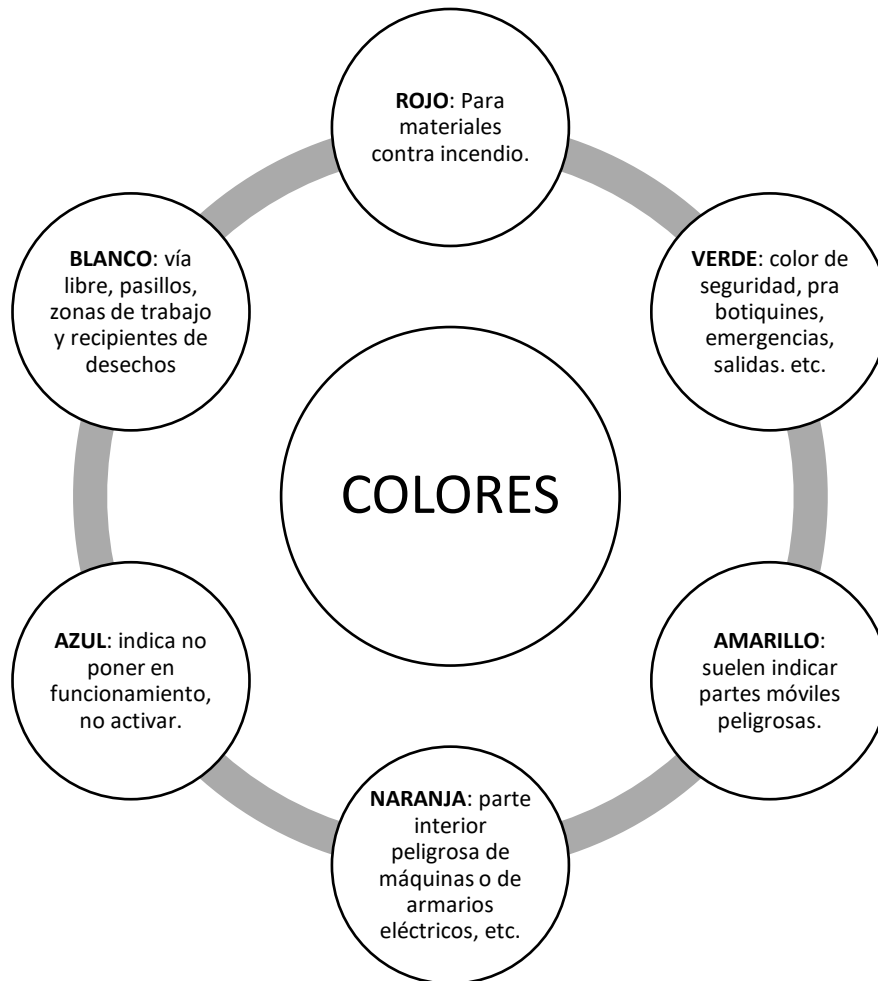 ROJO: Para
materiales
contra incendio.
VERDE: color de
seguridad, pra
botiquines,
emergencias,
salidas. etc.
AMARILLO:
suelen indicar
partes móviles
peligrosas.
NARANJA: parte
interior
peligrosa de
máquinas o de
armarios
eléctricos, etc.
AZUL: indica no
poner en
funcionamiento,
no activar.
BLANCO: vía
libre, pasillos,
zonas de trabajo
y recipientes de
desechos
COLORES